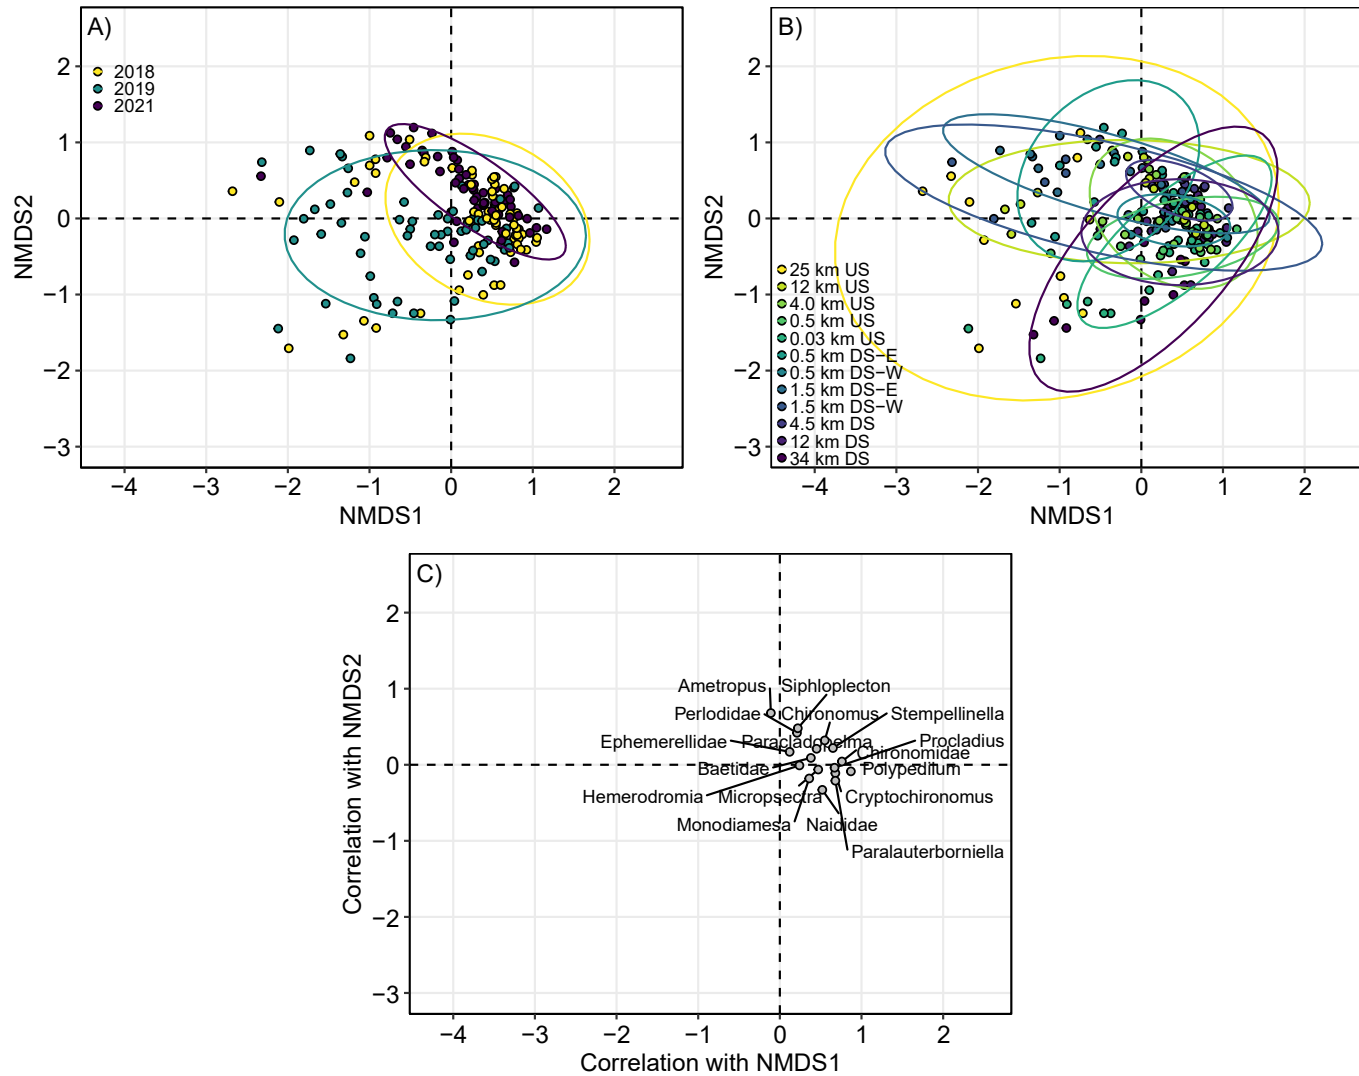 A)
2018
2019
2021
2
1
0
−1
−2
−3
NMDS2
−4
−3
−2
−1
0
1
2
NMDS1
B)
2
1
0
−1
−2
−3
NMDS2
25 km US
12 km US
4.0 km US
0.5 km US
0.03 km US
0.5 km DS−E
0.5 km DS−W
1.5 km DS−E
1.5 km DS−W
4.5 km DS
12 km DS
34 km DS
−4
−3
−2
−1
0
1
2
NMDS1
C)
2
1
0
−1
−2
−3
Correlation with NMDS2
Ametropus
Siphloplecton
Perlodidae
Chironomus
Stempellinella
Ephemerellidae
Paracladopelma
Procladius
Chironomidae
Baetidae
Polypedilum
Hemerodromia
Micropsectra
Cryptochironomus
Monodiamesa
Naididae
Paralauterborniella
−4
−3
−2
−1
0
1
2
Correlation with NMDS1